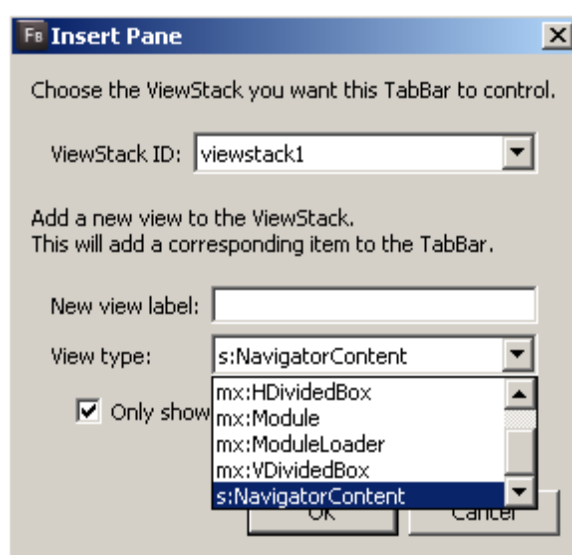 FB Insert Pane
Choose the ViewStack you want this TabBar to control.
ViewStack ID: viewstack1
Add a new view to the ViewStack.
This will add a corresponding item to the TabBar.
New view label:
View type: s:NavigatorContent
mx:HDividedBox
Only show mx:Module
mx:ModuleLoader
mx:VDividedBox
s:NavigatorContent
OK Cancel